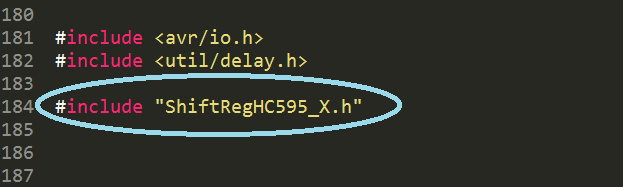 180
181 #include <avr/io.h>
182 #include <util/delay.h>
183
184 #include "ShiftRegHC595_X.h"
185
186
187